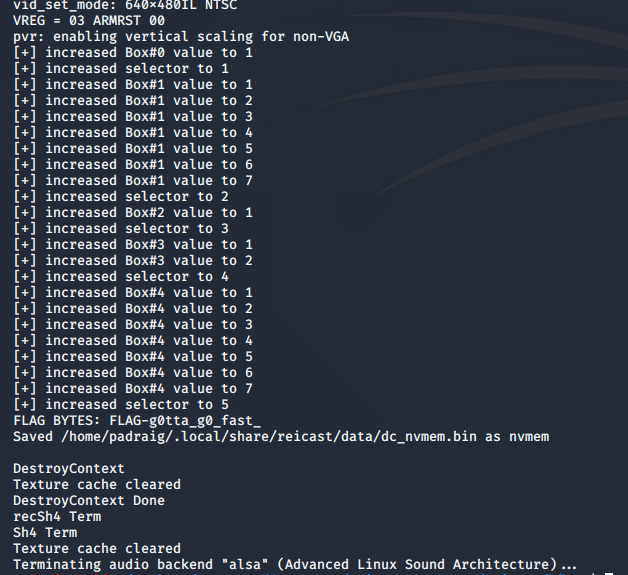 vid_set_mode: 640×480IL NTSC
VREG = 03 ARMRST 00
pvr: enabling vertical scaling for non-VGA
[+] increased Box#0 value to 1
[+] increased selector to 1
[+] increased Box#1 value to 1
[+] increased Box#1 value to 2
[+] increased Box#1 value to 3
[+] increased Box#1 value to 4
[+] increased Box#1 value to 5
[+] increased Box#1 value to 6
[+] increased Box#1 value to 7
[+] increased selector to 2
[+] increased Box#2 value to 1
[+] increased selector to 3
[+] increased Box#3 value to 1
[+] increased Box#3 value to 2
[+] increased selector to 4
[+] increased Box#4 value to 1
[+] increased Box#4 value to 2
[+] increased Box#4 value to 3
[+] increased Box#4 value to 4
[+] increased Box#4 value to 5
[+] increased Box#4 value to 6
[+] increased Box#4 value to 7
[+] increased selector to 5
FLAG BYTES: FLAG-g0tta_g0_fast_
Saved /home/padraig/.local/share/reicast/data/dc_nvmem.bin as nvmem
DestroyContext
Texture cache cleared
DestroyContext Done
recSh4 Term
Sh4 Term
Texture cache cleared
Terminating audio backend "alsa" (Advanced Linux Sound Architecture)...